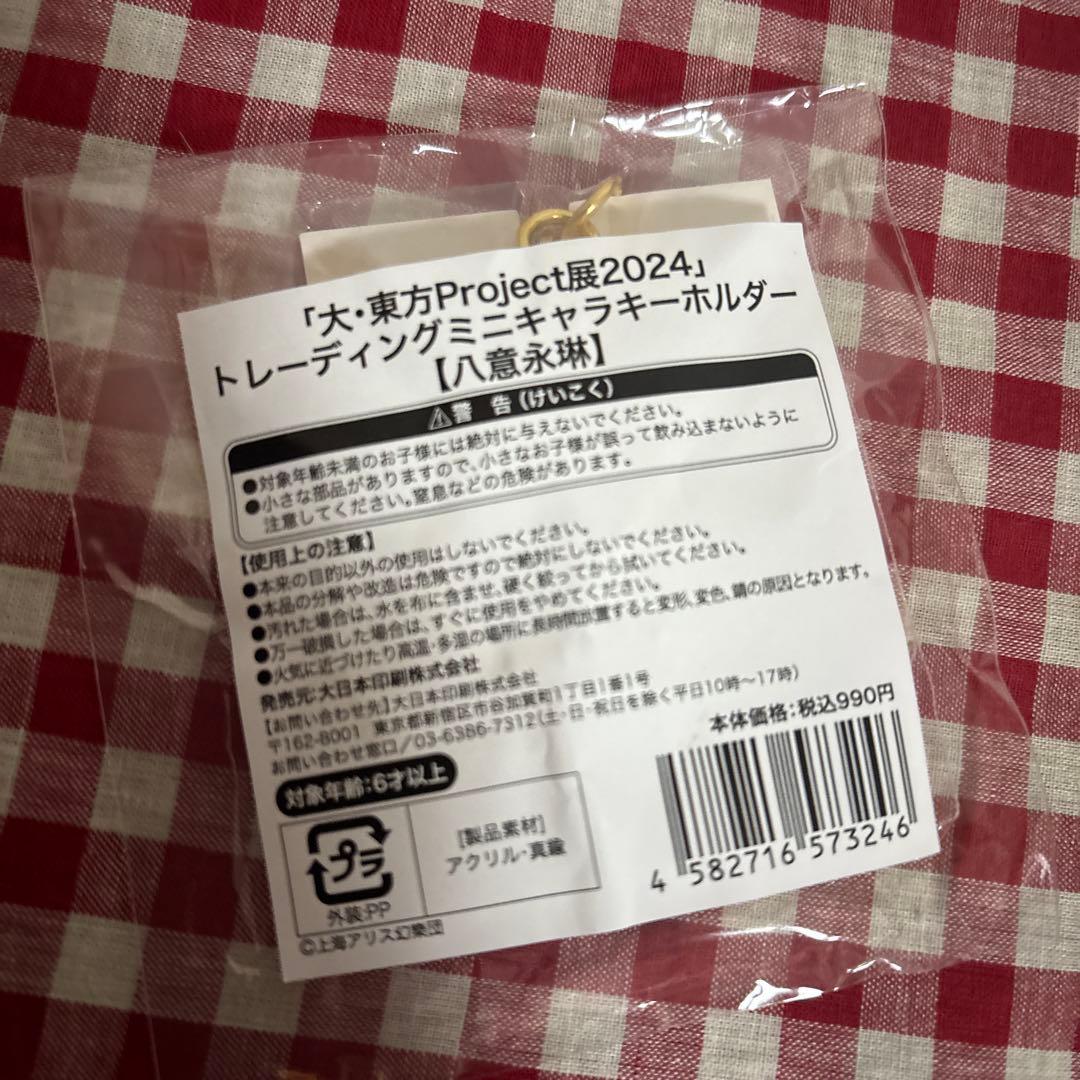 「大・東方Project展2024」
トレーディングミニキャラキーホルダー
【八意永琳】
⚠警 告(けいこく)
●対象年齢未満のお子様には絶対に与えないでください。
●小さな部品がありますので、小さなお子様が誤って飲み込まないように
注意してください。窒息などの危険があります。
【使用上の注意】
●本来の目的以外の使用はしないでください。
●本品の分解や改造は危険ですので絶対にしないでください。
●汚れた場合は、水を布に含ませ、硬く絞ってから拭いてください。
●万一破損した場合は、すぐに使用をやめてください。
●火気に近づけたり高温・多湿の場所に長時間放置すると変形、変色、錆の原因となります。
発売元:大日本印刷株式会社
【お問い合わせ先】大日本印刷株式会社
〒162-8001 東京都新宿区市谷加賀町1丁目1番1号
お問い合わせ窓口/03-6386-7312(土・日・祝日を除く平日10時～17時)
本体価格:税込990円
対象年齢:6才以上
プラ
外装:PP
[製品素材]
アクリル・真鍮
4 582716 573246
©上海アリス幻樂団